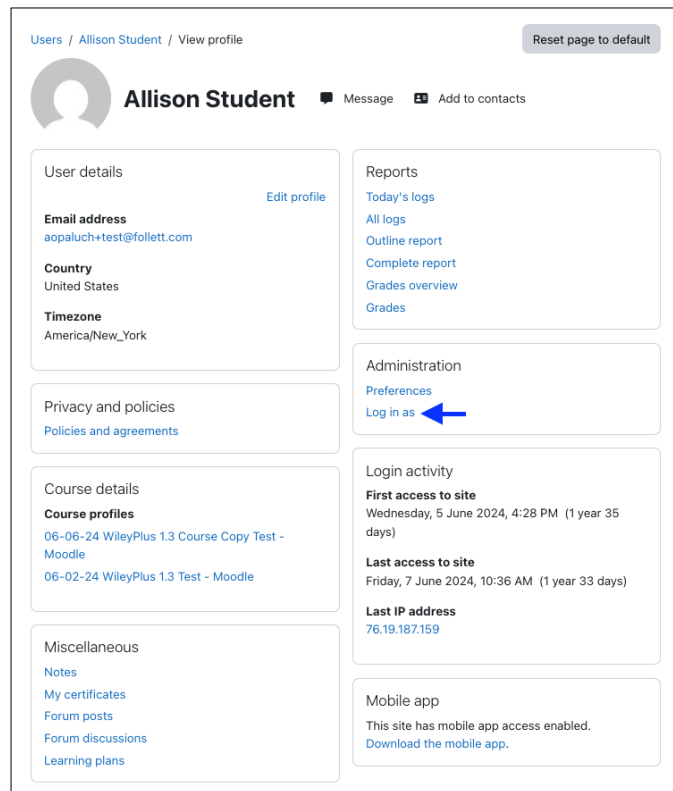 Users / Allison Student / View profile
Reset page to default
Allison Student
Message
Add to contacts
User details
Edit profile
Email address
aopaluch+test@follett.com
Country
United States
Timezone
America/New_York
Privacy and policies
Policies and agreements
Course details
Course profiles
06-06-24 WileyPlus 1.3 Course Copy Test -
Moodle
06-02-24 WileyPlus 1.3 Test - Moodle
Miscellaneous
Notes
My certificates
Forum posts
Forum discussions
Learning plans
Reports
Today's logs
All logs
Outline report
Complete report
Grades overview
Grades
Administration
Preferences
Log in as
Login activity
First access to site
Wednesday, 5 June 2024, 4:28 PM (1 year 35
days)
Last access to site
Friday, 7 June 2024, 10:36 AM (1 year 33 days)
Last IP address
76.19.187.159
Mobile app
This site has mobile app access enabled.
Download the mobile app.